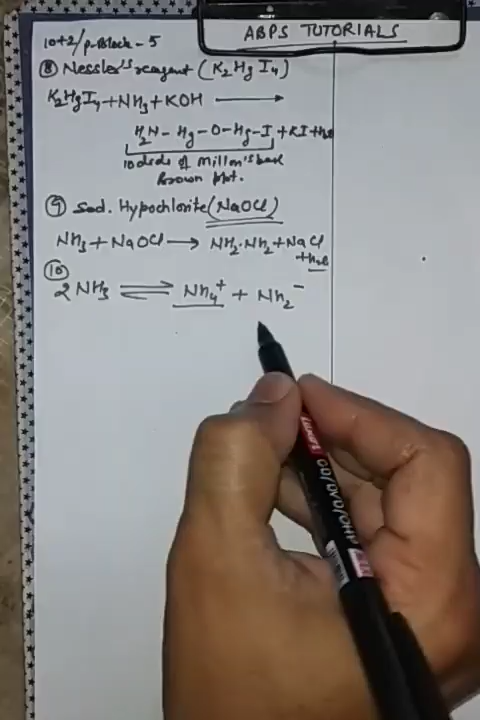 ABPS TUTORIALS
10+2/p-Block-5
⑧ Nessler's reagent (K₂HgI₄)
K₂HgI₄ + NH₃ + KOH ⟶
H₂N-Hg-O-Hg-I + KI + H₂O
Iodide of Millon's base
Brown ppt.
⑨ Sod. Hypochlorite (NaOCl)
NH₃ + NaOCl ⟶ NH₂·NH₂ + NaCl
+ H₂O
⑩
2NH₃ ⇌ NH₄⁺ + NH₂⁻